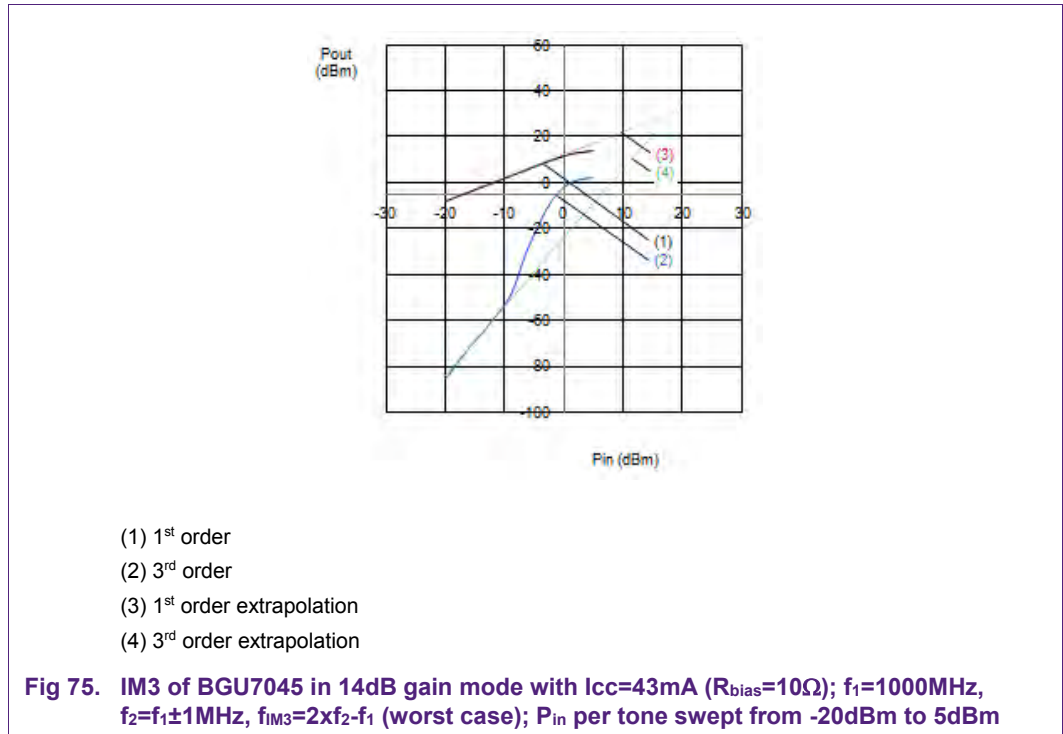 Pout
(dBm)
60
40
20
0
-30 -20 -10 0 10 20 30
-20
-40
-60
-80
-100
(3)
(4)
(1)
(2)
Pin (dBm)
(1) 1st order
(2) 3rd order
(3) 1st order extrapolation
(4) 3rd order extrapolation
Fig 75. IM3 of BGU7045 in 14dB gain mode with Icc=43mA (Rbias=10Ω); f1=1000MHz,
f2=f1±1MHz, fIM3=2xf2-f1 (worst case); Pin per tone swept from -20dBm to 5dBm